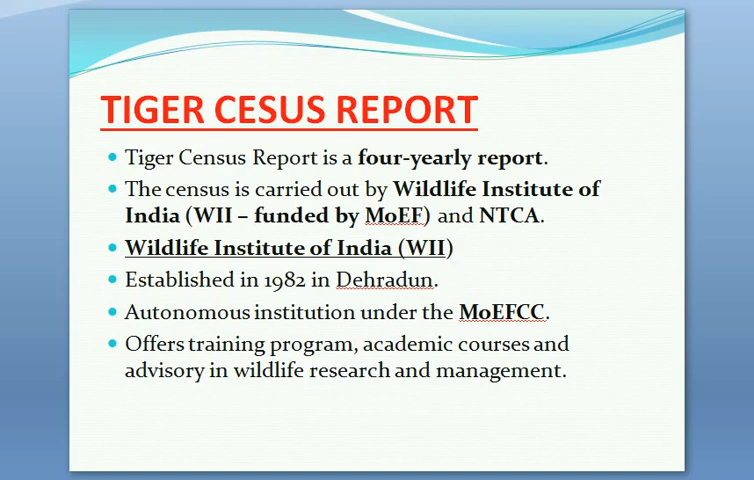 TIGER CESUS REPORT
Tiger Census Report is a four-yearly report.
The census is carried out by Wildlife Institute of
India (WII – funded by MoEF) and NTCA.
Wildlife Institute of India (WII)
Established in 1982 in Dehradun.
Autonomous institution under the MoEFCC.
Offers training program, academic courses and
advisory in wildlife research and management.